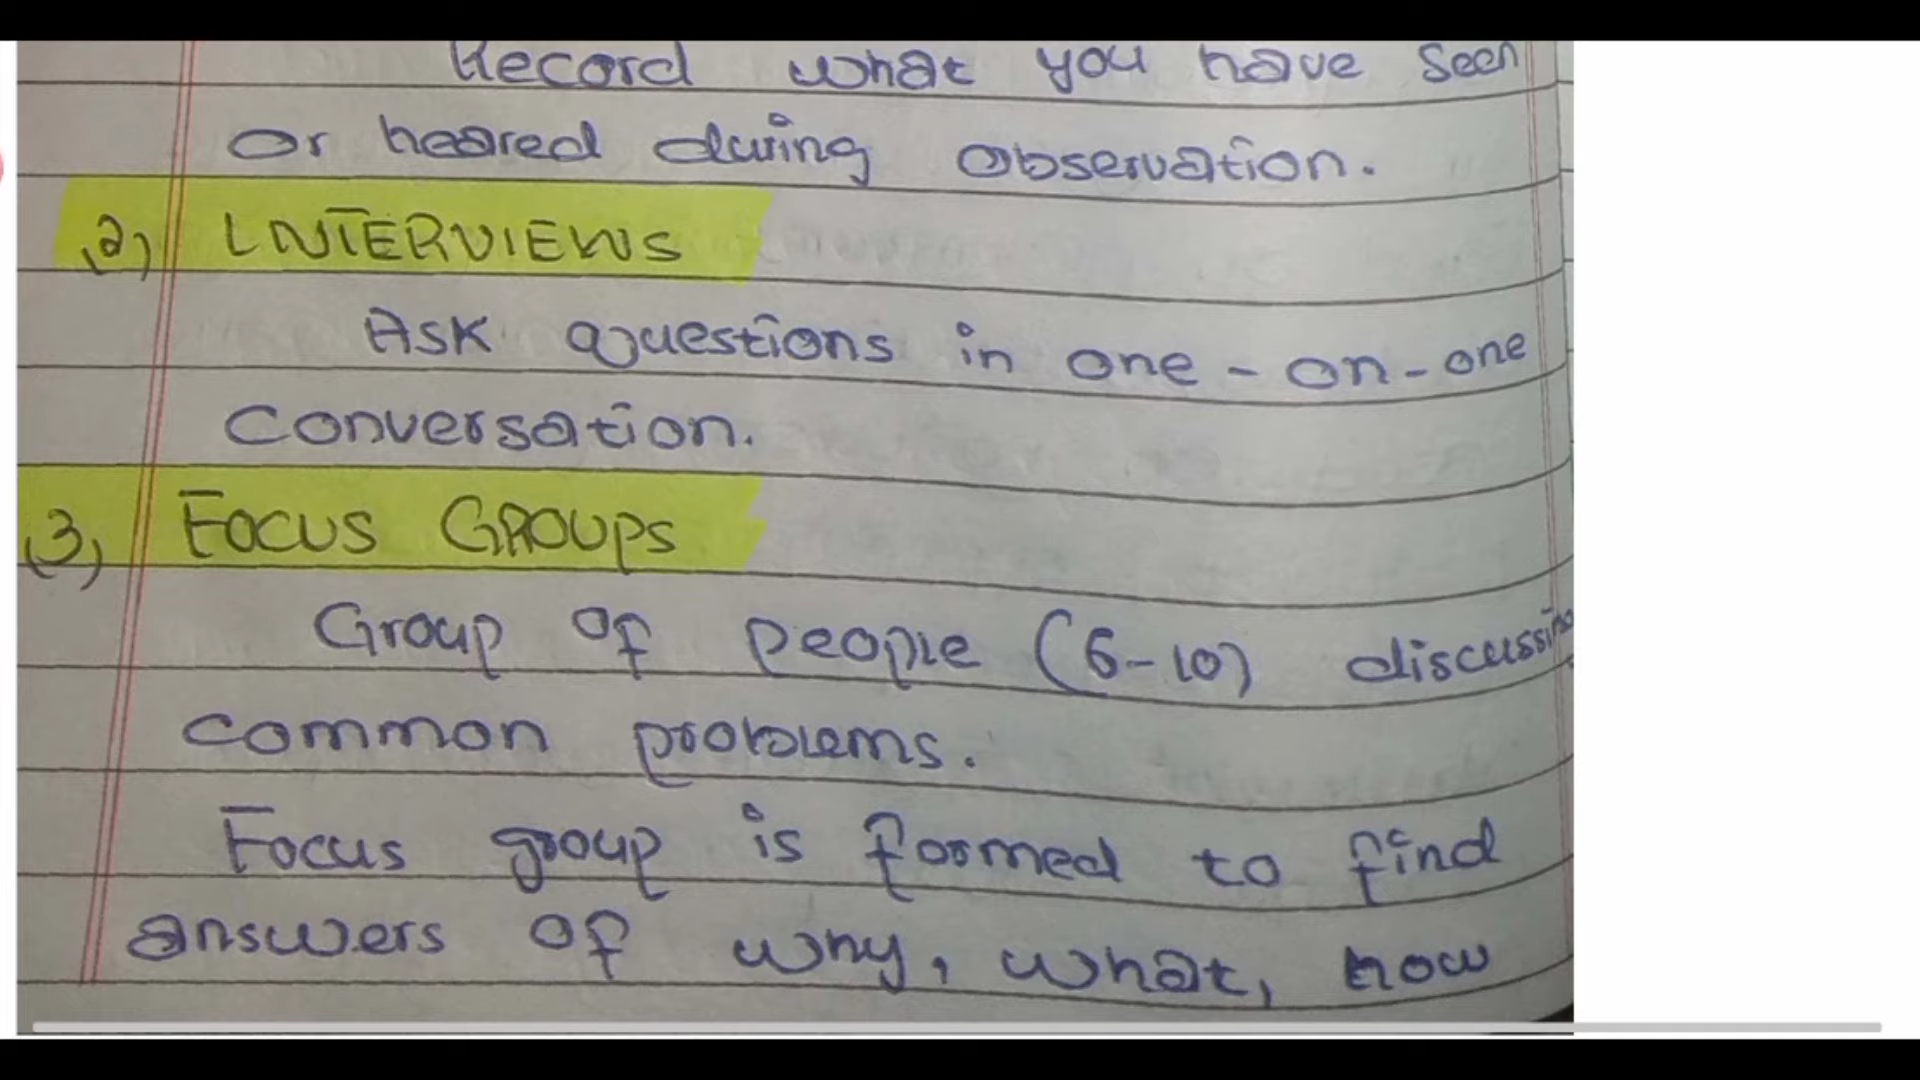 Record what you have seen
or heared during observation.
2) INTERVIEWS
Ask questions in one-on-one
conversation.
3) FOCUS GROUPS
Group of people (6-10) discussing
common problems.
Focus group is formed to find
answers of why, what, how